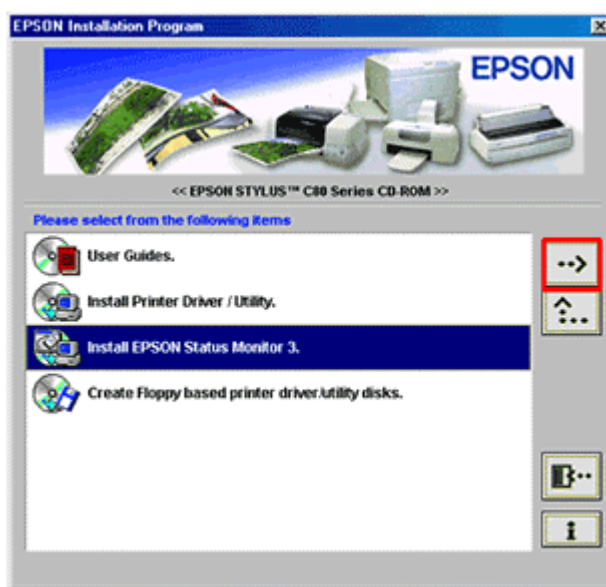 EPSON Installation Program
EPSON
<< EPSON STYLUS™ C80 Series CD-ROM >>
Please select from the following items
User Guides.
Install Printer Driver / Utility.
Install EPSON Status Monitor 3.
Create Floppy based printer driver/utility disks.